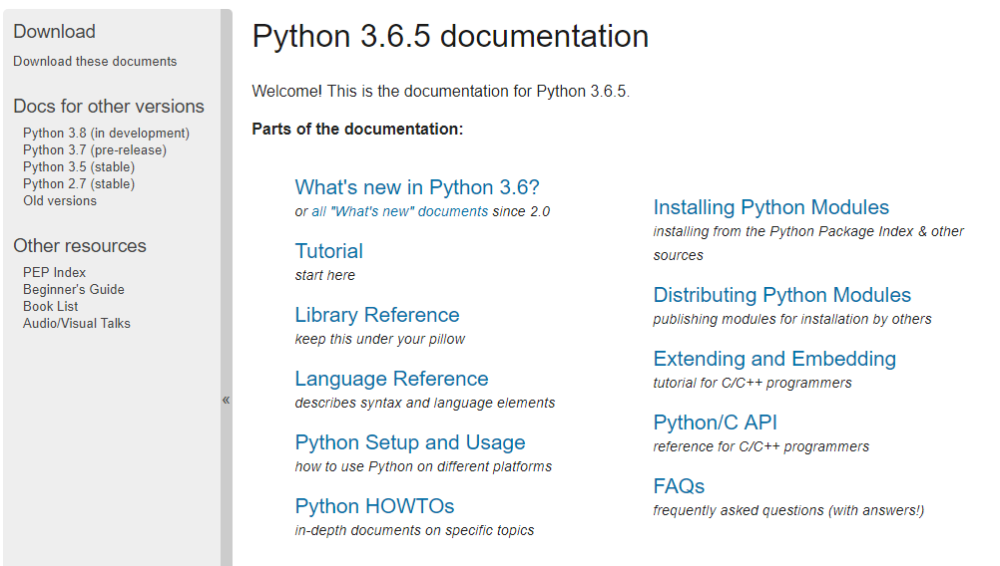 Download
Download these documents
Docs for other versions
Python 3.8 (in development)
Python 3.7 (pre-release)
Python 3.5 (stable)
Python 2.7 (stable)
Old versions
Other resources
PEP Index
Beginner's Guide
Book List
Audio/Visual Talks
«
Python 3.6.5 documentation
Welcome! This is the documentation for Python 3.6.5.
Parts of the documentation:
What's new in Python 3.6?
or all "What's new" documents since 2.0
Tutorial
start here
Library Reference
keep this under your pillow
Language Reference
describes syntax and language elements
Python Setup and Usage
how to use Python on different platforms
Python HOWTOs
in-depth documents on specific topics
Installing Python Modules
installing from the Python Package Index & other
sources
Distributing Python Modules
publishing modules for installation by others
Extending and Embedding
tutorial for C/C++ programmers
Python/C API
reference for C/C++ programmers
FAQs
frequently asked questions (with answers!)